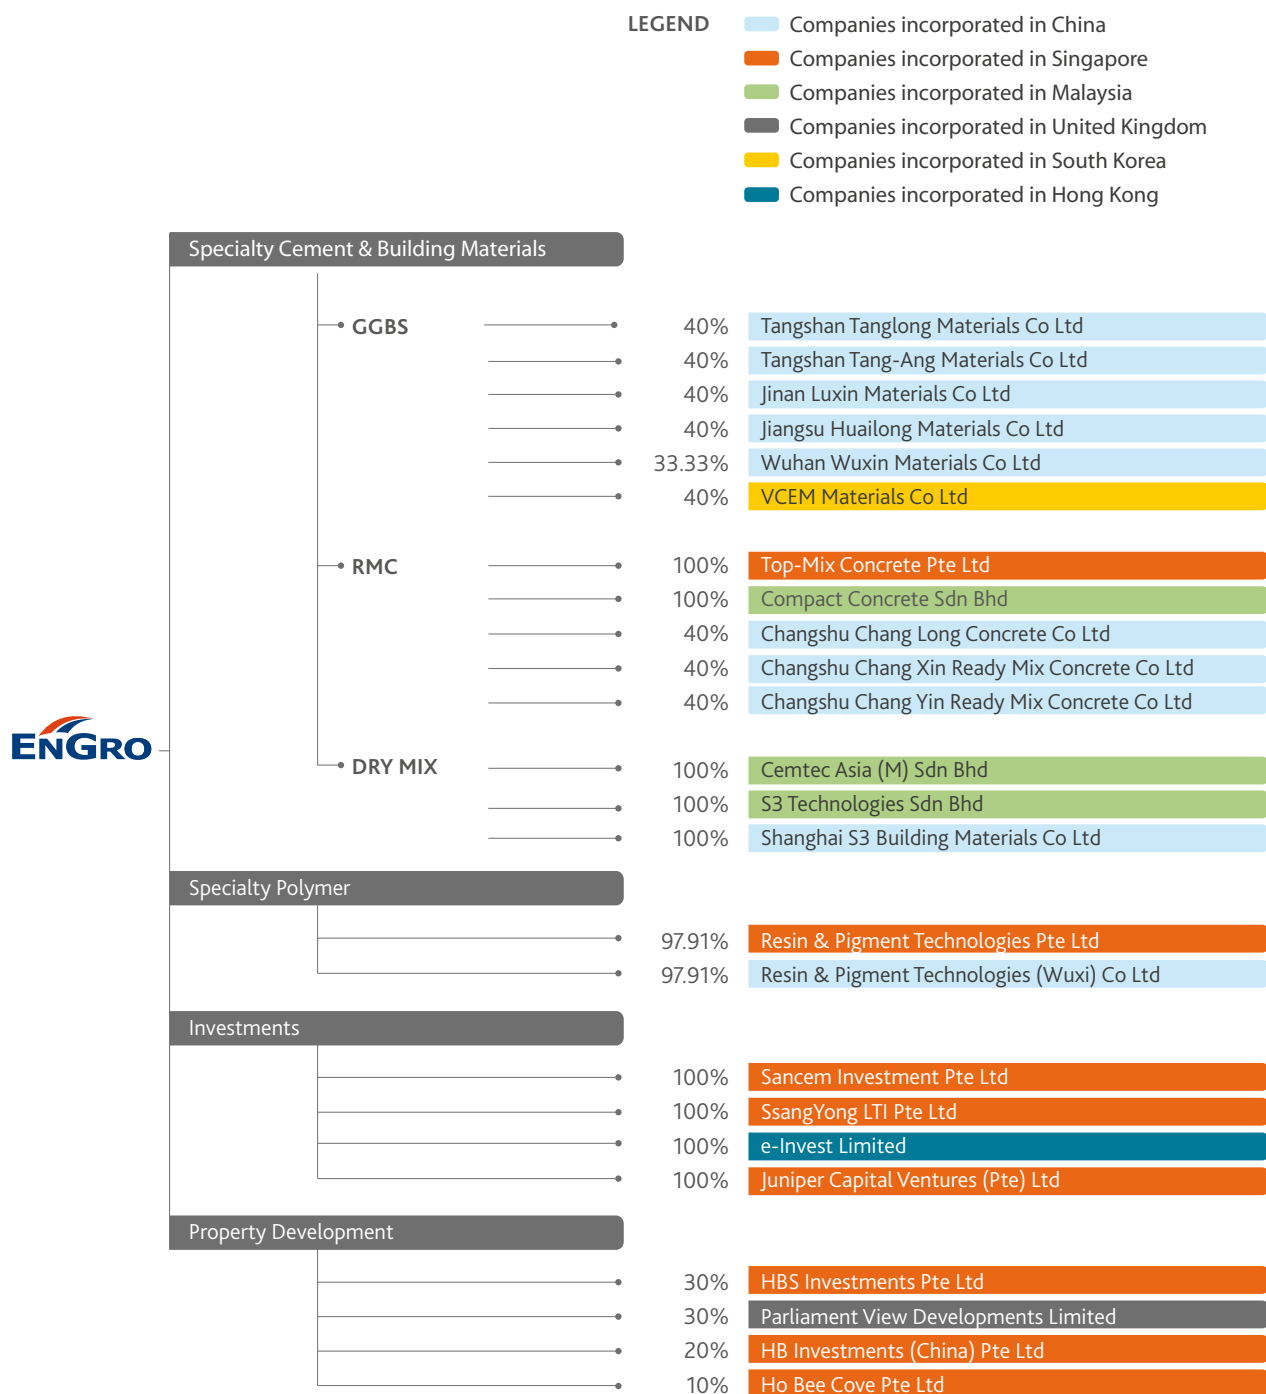 LEGEND
Companies incorporated in China
Companies incorporated in Singapore
Companies incorporated in Malaysia
Companies incorporated in United Kingdom
Companies incorporated in South Korea
Companies incorporated in Hong Kong
ENGRO
Specialty Cement & Building Materials
GGBS
40% Tangshan Tanglong Materials Co Ltd
40% Tangshan Tang-Ang Materials Co Ltd
40% Jinan Luxin Materials Co Ltd
40% Jiangsu Huailong Materials Co Ltd
33.33% Wuhan Wuxin Materials Co Ltd
40% VCEM Materials Co Ltd
RMC
100% Top-Mix Concrete Pte Ltd
100% Compact Concrete Sdn Bhd
40% Changshu Chang Long Concrete Co Ltd
40% Changshu Chang Xin Ready Mix Concrete Co Ltd
40% Changshu Chang Yin Ready Mix Concrete Co Ltd
DRY MIX
100% Cemtec Asia (M) Sdn Bhd
100% S3 Technologies Sdn Bhd
100% Shanghai S3 Building Materials Co Ltd
Specialty Polymer
97.91% Resin & Pigment Technologies Pte Ltd
97.91% Resin & Pigment Technologies (Wuxi) Co Ltd
Investments
100% Sancem Investment Pte Ltd
100% SsangYong LTI Pte Ltd
100% e-Invest Limited
100% Juniper Capital Ventures (Pte) Ltd
Property Development
30% HBS Investments Pte Ltd
30% Parliament View Developments Limited
20% HB Investments (China) Pte Ltd
10% Ho Bee Cove Pte Ltd